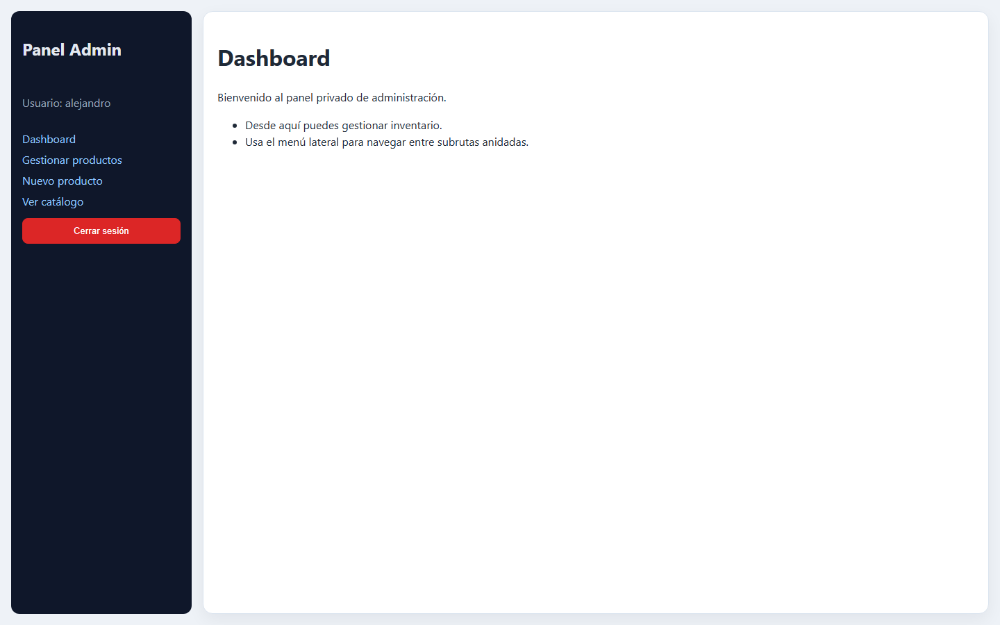 Panel Admin
Usuario: alejandro
Dashboard
Gestionar productos
Nuevo producto
Ver catálogo
Cerrar sesión
Dashboard
Bienvenido al panel privado de administración.
Desde aquí puedes gestionar inventario.
Usa el menú lateral para navegar entre subrutas anidadas.